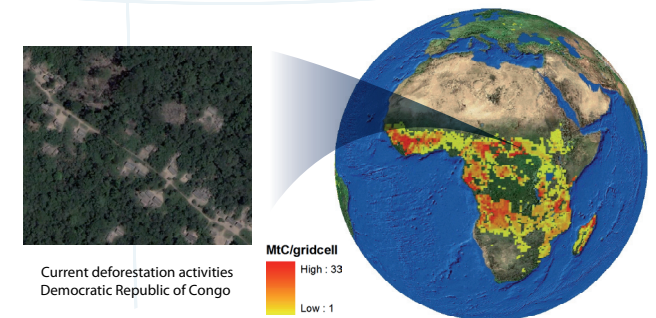 Current deforestation activities
Democratic Republic of Congo
MtC/gridcell
High : 33
Low : 1